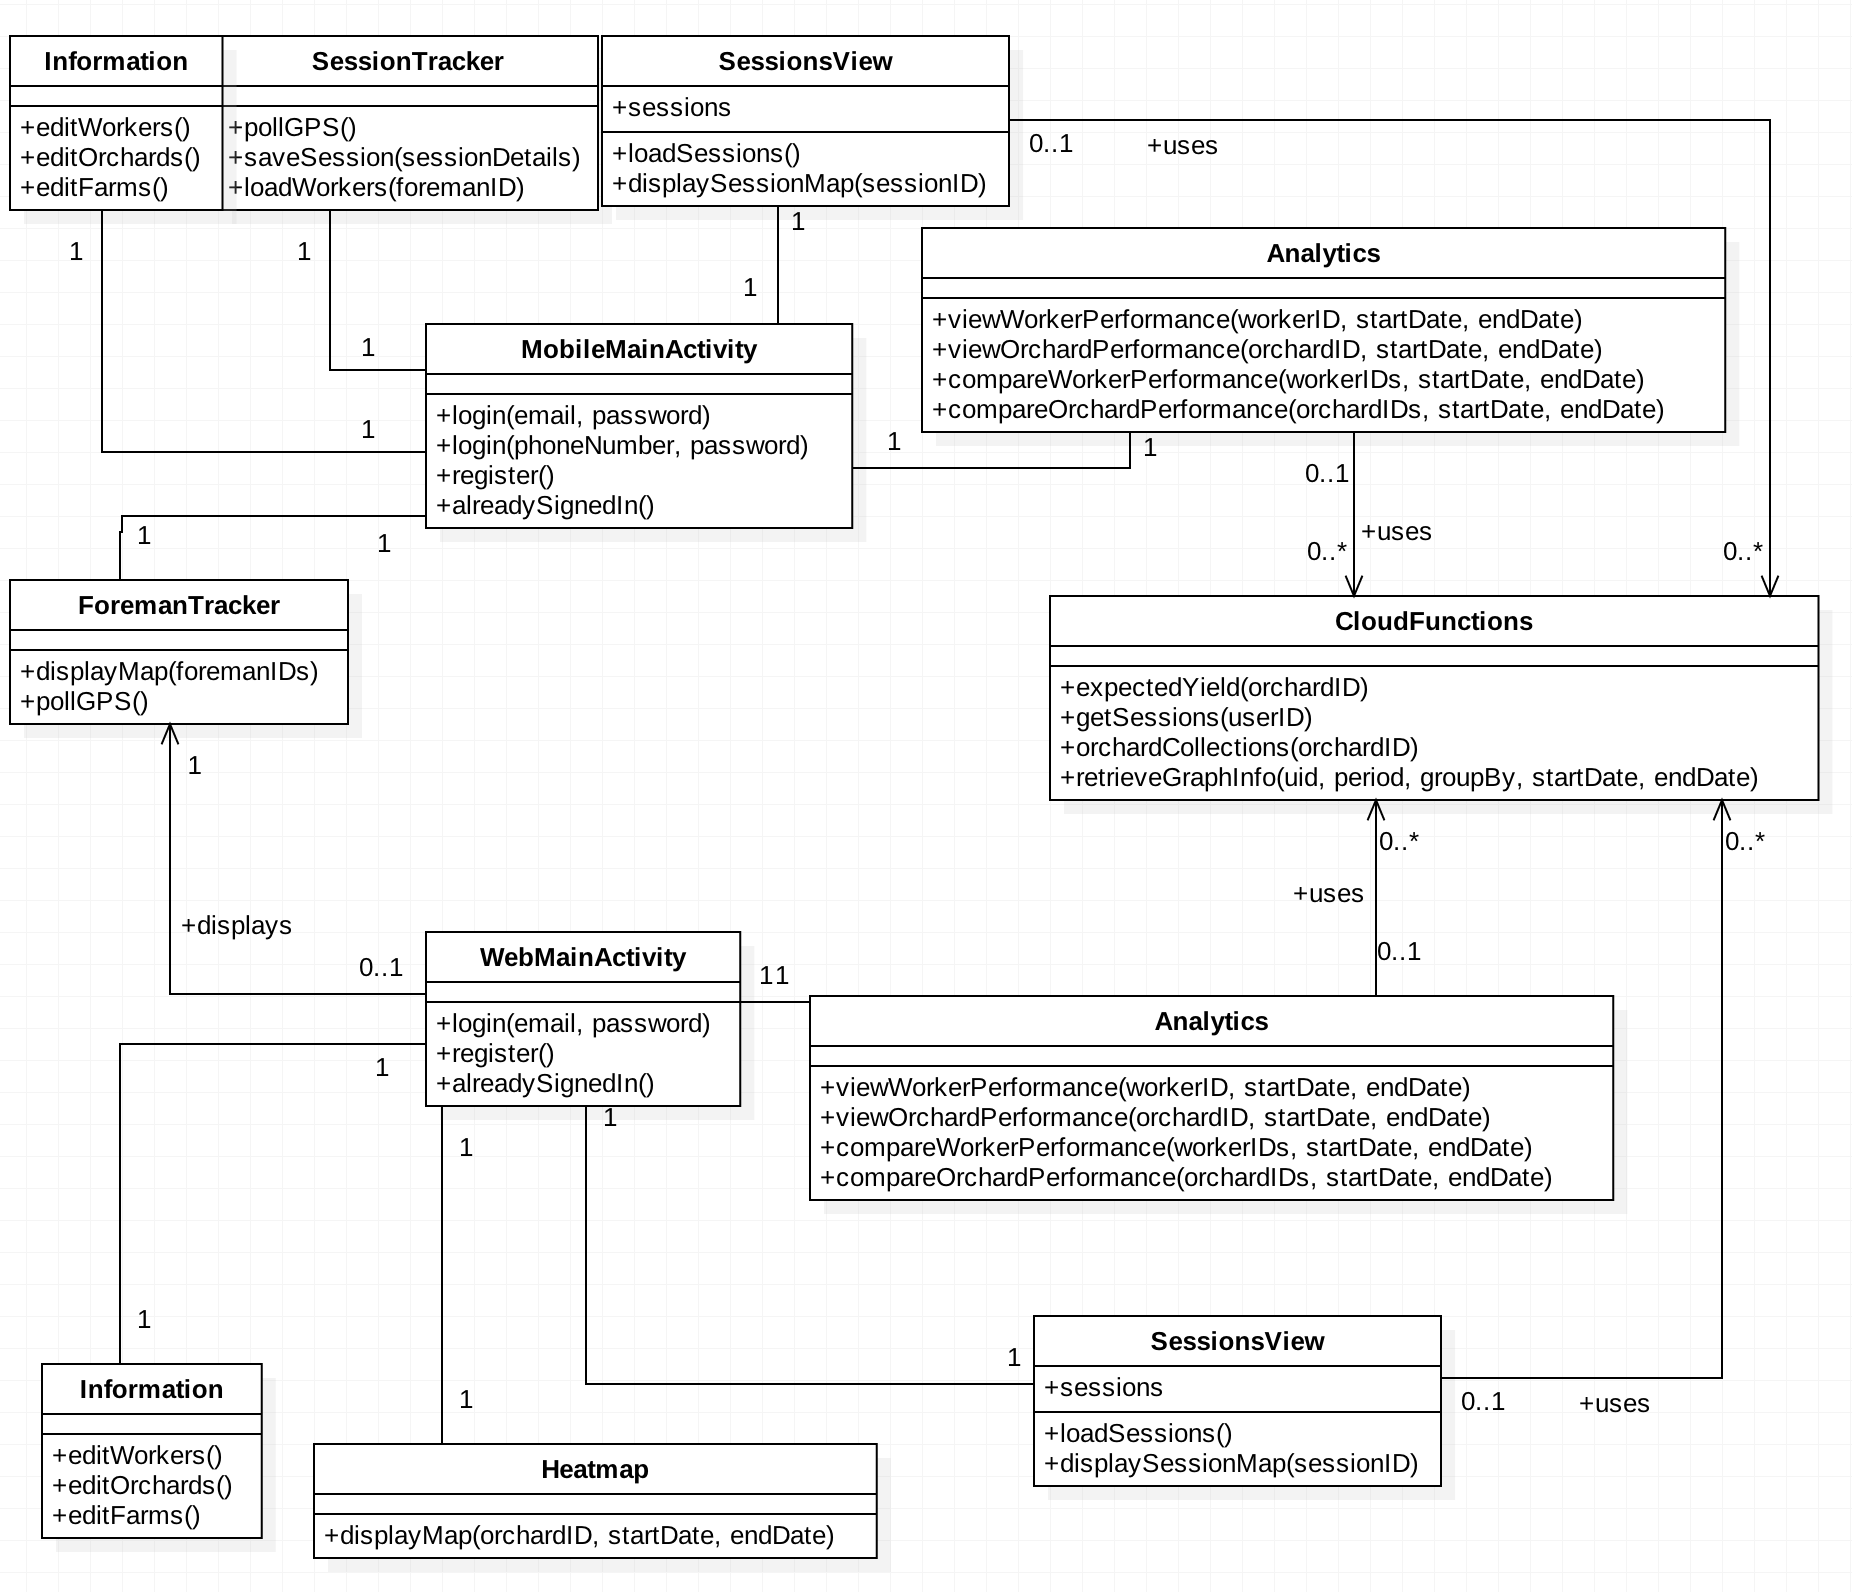 Information
+editWorkers()
+editOrchards()
+editFarms()
SessionTracker
+pollGPS()
+saveSession(sessionDetails)
+loadWorkers(foremanID)
SessionsView
+sessions
+loadSessions()
+displaySessionMap(sessionID)
0..1
+uses
0..*
1
1
1
1
1
1
Analytics
+viewWorkerPerformance(workerID, startDate, endDate)
+viewOrchardPerformance(orchardID, startDate, endDate)
+compareWorkerPerformance(workerIDs, startDate, endDate)
+compareOrchardPerformance(orchardIDs, startDate, endDate)
MobileMainActivity
+login(email, password)
+login(phoneNumber, password)
+register()
+alreadySignedIn()
1
1
0..1
+uses
0..*
1
1
ForemanTracker
+displayMap(foremanIDs)
+pollGPS()
1
+displays
0..1
CloudFunctions
+expectedYield(orchardID)
+getSessions(userID)
+orchardCollections(orchardID)
+retrieveGraphInfo(uid, period, groupBy, startDate, endDate)
0..*
+uses
0..1
0..*
WebMainActivity
+login(email, password)
+register()
+alreadySignedIn()
11
Analytics
+viewWorkerPerformance(workerID, startDate, endDate)
+viewOrchardPerformance(orchardID, startDate, endDate)
+compareWorkerPerformance(workerIDs, startDate, endDate)
+compareOrchardPerformance(orchardIDs, startDate, endDate)
1
1
1
1
1
1
Information
+editWorkers()
+editOrchards()
+editFarms()
Heatmap
+displayMap(orchardID, startDate, endDate)
SessionsView
+sessions
+loadSessions()
+displaySessionMap(sessionID)
0..1
+uses